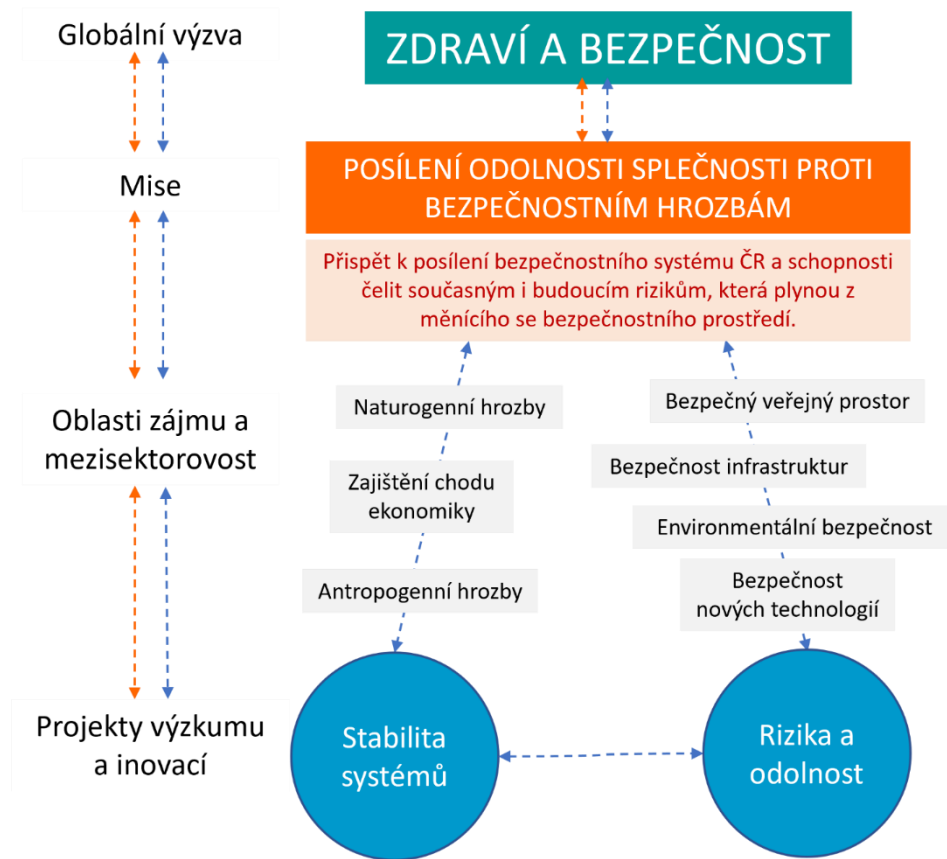 Globální výzva
ZDRAVÍ A BEZPEČNOST
Mise
POSÍLENÍ ODOLNOSTI SPLEČNOSTI PROTI
BEZPEČNOSTNÍM HROZBÁM
Přispět k posílení bezpečnostního systému ČR a schopnosti
čelit současným i budoucím rizikům, která plynou z
měnícího se bezpečnostního prostředí.
Oblasti zájmu a
mezisektorovost
Naturogenní hrozby
Zajištění chodu
ekonomiky
Antropogenní hrozby
Bezpečný veřejný prostor
Bezpečnost infrastruktur
Environmentální bezpečnost
Bezpečnost
nových technologií
Projekty výzkumu
a inovací
Stabilita
systémů
Rizika a
odolnost